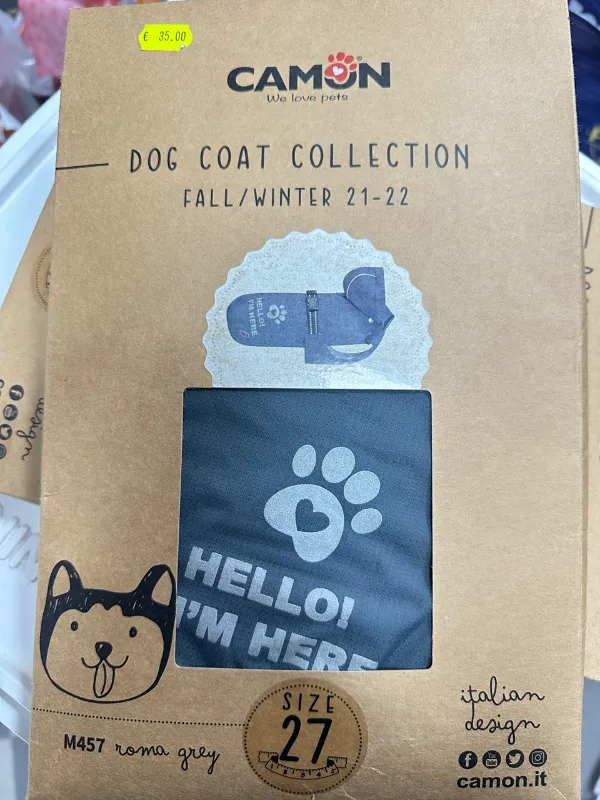 € 35.00
CAMON
We love pets
DOG COAT COLLECTION
FALL/WINTER 21-22
HELLO!
I'M HERE
HELLO!
I'M HERE
SIZE
27
M457 roma grey
italian
design
camon.it
design